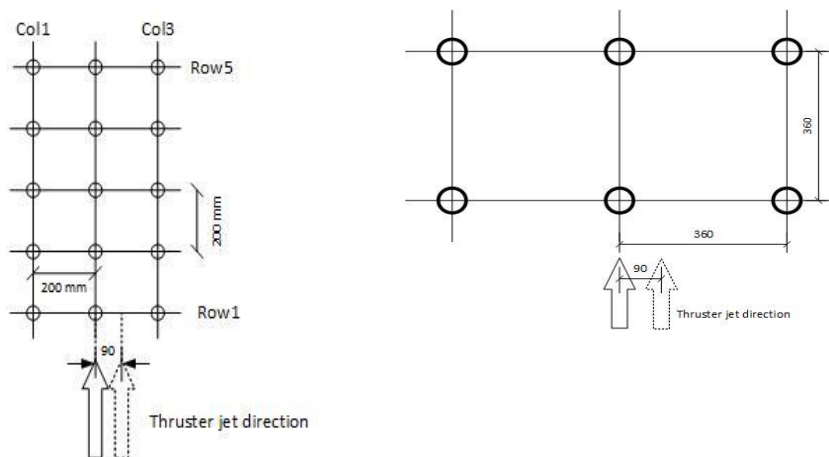 Col1 Col3
Row5
200 mm
200 mm
Row1
90
Thruster jet direction
360
360
90
Thruster jet direction